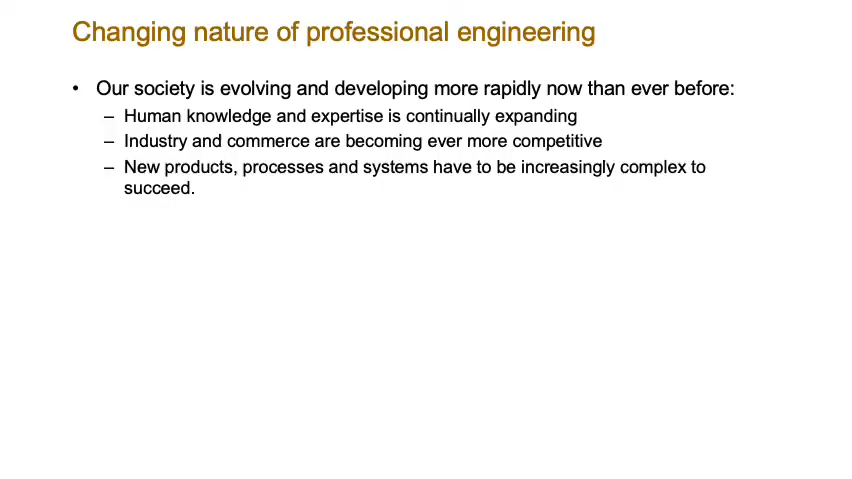 Changing nature of professional engineering
• Our society is evolving and developing more rapidly now than ever before:
– Human knowledge and expertise is continually expanding
– Industry and commerce are becoming ever more competitive
– New products, processes and systems have to be increasingly complex to
succeed.